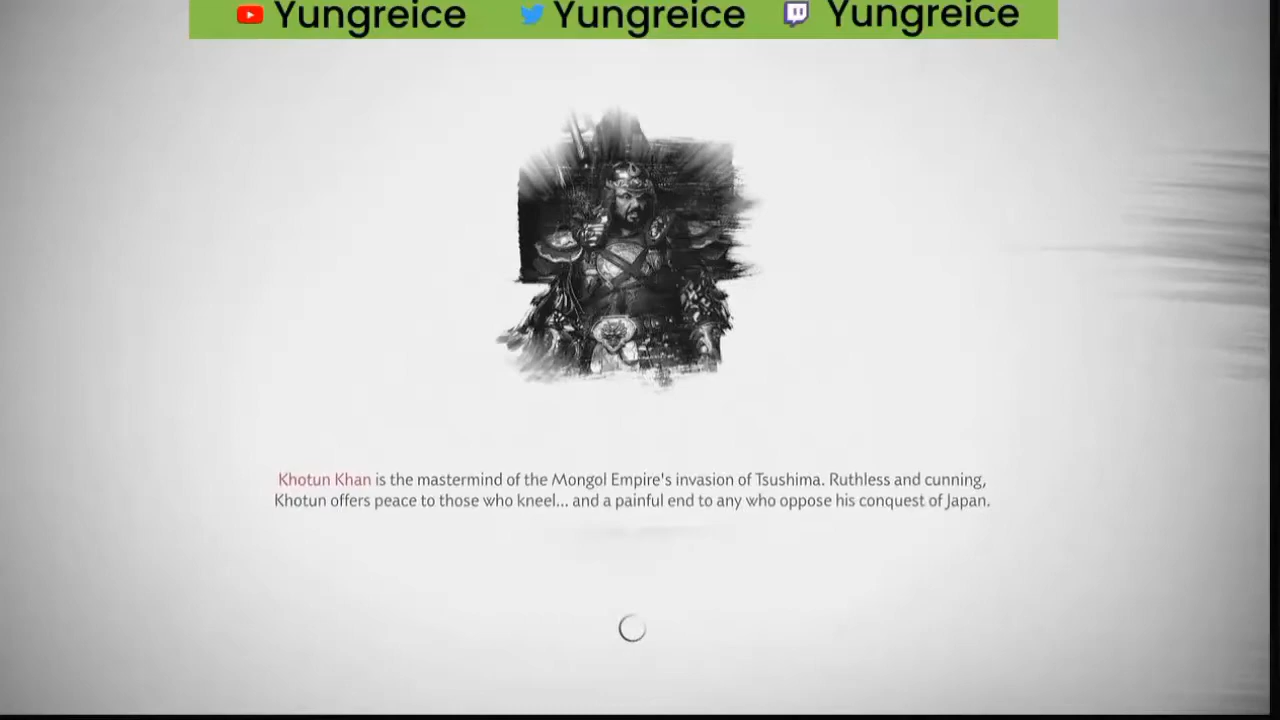 Yungreice Yungreice Yungreice
Khotun Khan is the mastermind of the Mongol Empire's invasion of Tsushima. Ruthless and cunning,
Khotun offers peace to those who kneel... and a painful end to any who oppose his conquest of Japan.